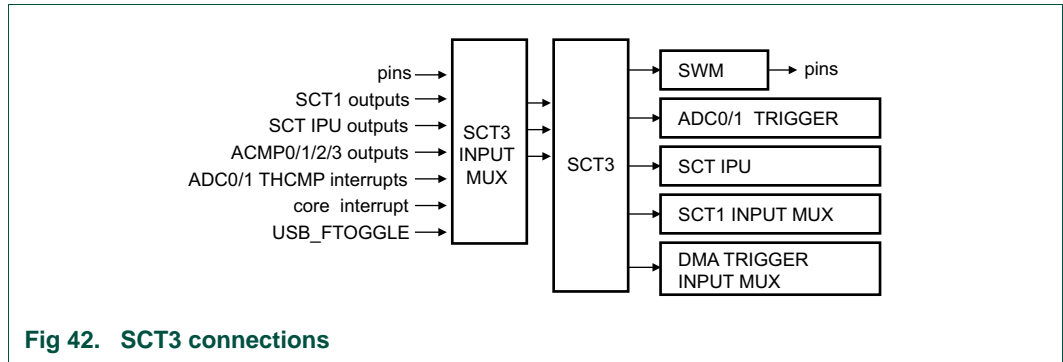 pins
SCT1 outputs
SCT IPU outputs
ACMP0/1/2/3 outputs
ADC0/1 THCMP interrupts
core interrupt
USB_FTOGGLE
SCT3
INPUT
MUX
SCT3
SWM
pins
ADC0/1 TRIGGER
SCT IPU
SCT1 INPUT MUX
DMA TRIGGER
INPUT MUX
Fig 42. SCT3 connections